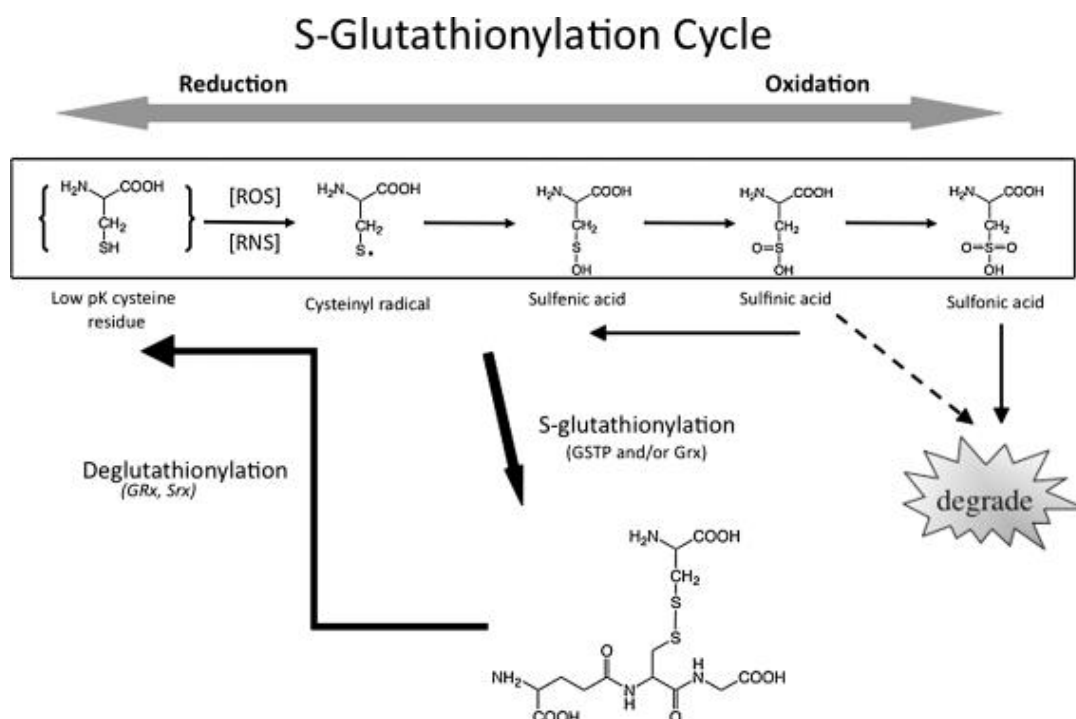 S-Glutathionylation Cycle
Reduction
Oxidation
H₂N
COOH
CH₂
SH
[ROS]
[RNS]
H₂N
COOH
CH₂
S•
H₂N
COOH
CH₂
S
OH
H₂N
COOH
CH₂
O=S
OH
H₂N
COOH
CH₂
O=S=O
OH
Low pK cysteine
residue
Cysteinyl radical
Sulfenic acid
Sulfinic acid
Sulfonic acid
S-glutathionylation
(GSTP and/or Grx)
Deglutathionylation
(GRx, Srx)
degrade
H₂N
COOH
CH₂
S
S
NH₂
COOH
O
N
H
O
H
N
COOH